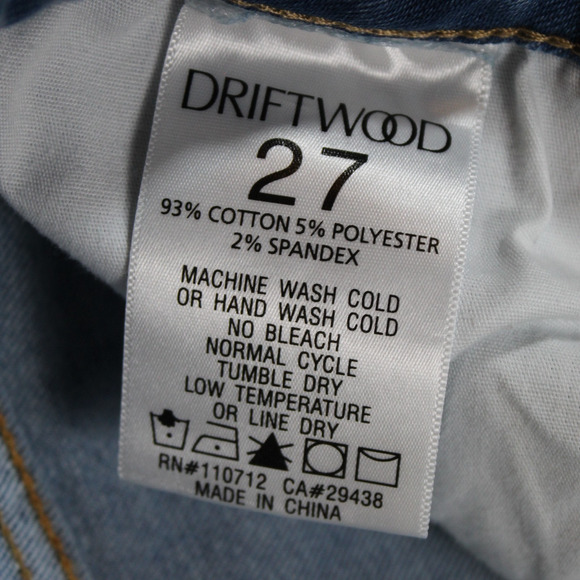 DRIFTWOOD
27
93% COTTON 5% POLYESTER
2% SPANDEX
MACHINE WASH COLD
OR HAND WASH COLD
NO BLEACH
NORMAL CYCLE
TUMBLE DRY
LOW TEMPERATURE
OR LINE DRY
RN#110712 CA#29438
MADE IN CHINA